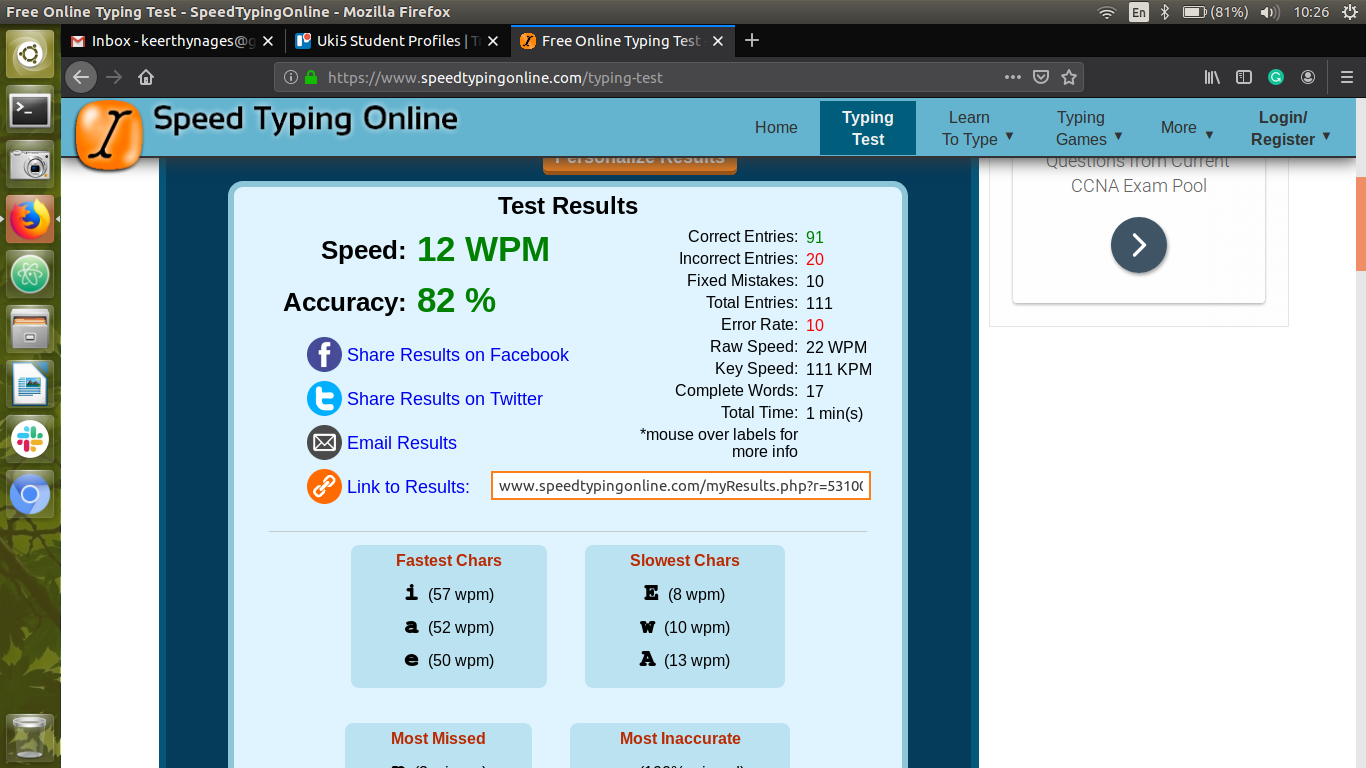 Free Online Typing Test - SpeedTypingOnline - Mozilla Firefox
En
(81%)
10:26
Inbox - keerthynages@g
Uki5 Student Profiles | Tr
Free Online Typing Test
https://www.speedtypingonline.com/typing-test
Speed Typing Online
Home
Typing
Test
Learn
To Type ▼
Typing
Games ▼
More ▼
Login/
Register ▼
Personalize Results
Questions from Current
CCNA Exam Pool
Test Results
Speed: 12 WPM
Accuracy: 82 %
Share Results on Facebook
Share Results on Twitter
Email Results
Link to Results: www.speedtypingonline.com/myResults.php?r=53100
Correct Entries: 91
Incorrect Entries: 20
Fixed Mistakes: 10
Total Entries: 111
Error Rate: 10
Raw Speed: 22 WPM
Key Speed: 111 KPM
Complete Words: 17
Total Time: 1 min(s)
*mouse over labels for
more info
Fastest Chars
i (57 wpm)
a (52 wpm)
e (50 wpm)
Slowest Chars
E (8 wpm)
w (10 wpm)
A (13 wpm)
Most Missed
Most Inaccurate